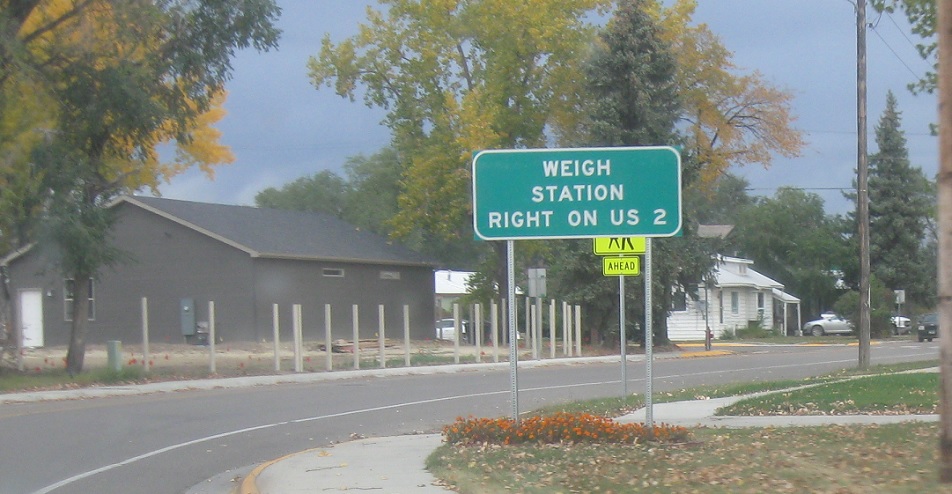 WEIGH
STATION
RIGHT ON US 2
AHEAD